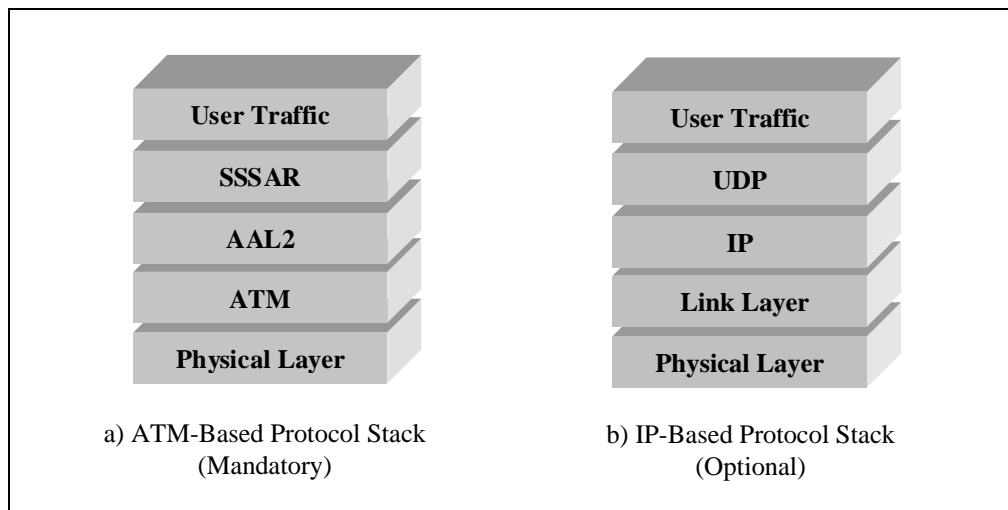 User Traffic
SSSAR
AAL2
ATM
Physical Layer
a) ATM-Based Protocol Stack
(Mandatory)
User Traffic
UDP
IP
Link Layer
Physical Layer
b) IP-Based Protocol Stack
(Optional)